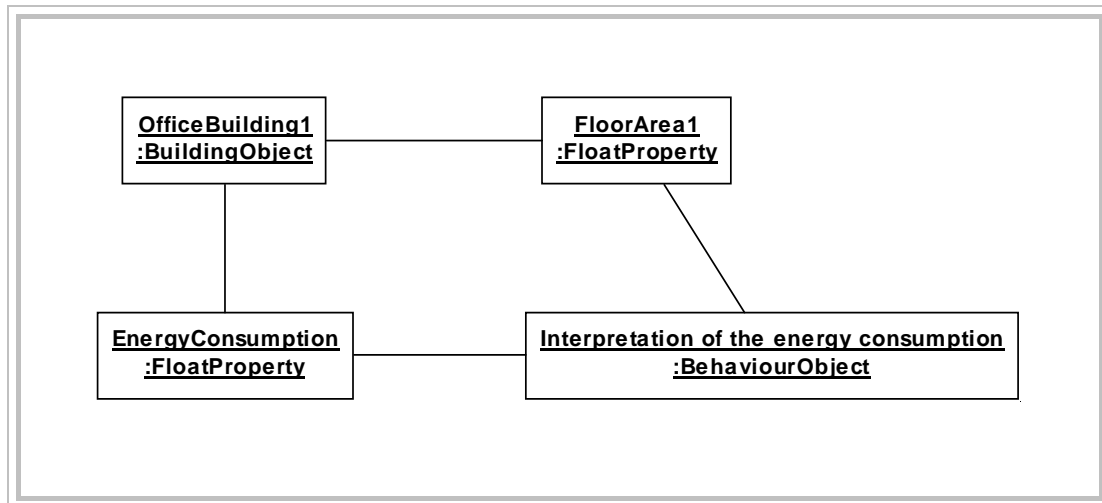 OfficeBuilding1
:BuildingObject
FloorArea1
:FloatProperty
EnergyConsumption
:FloatProperty
Interpretation of the energy consumption
:BehaviourObject